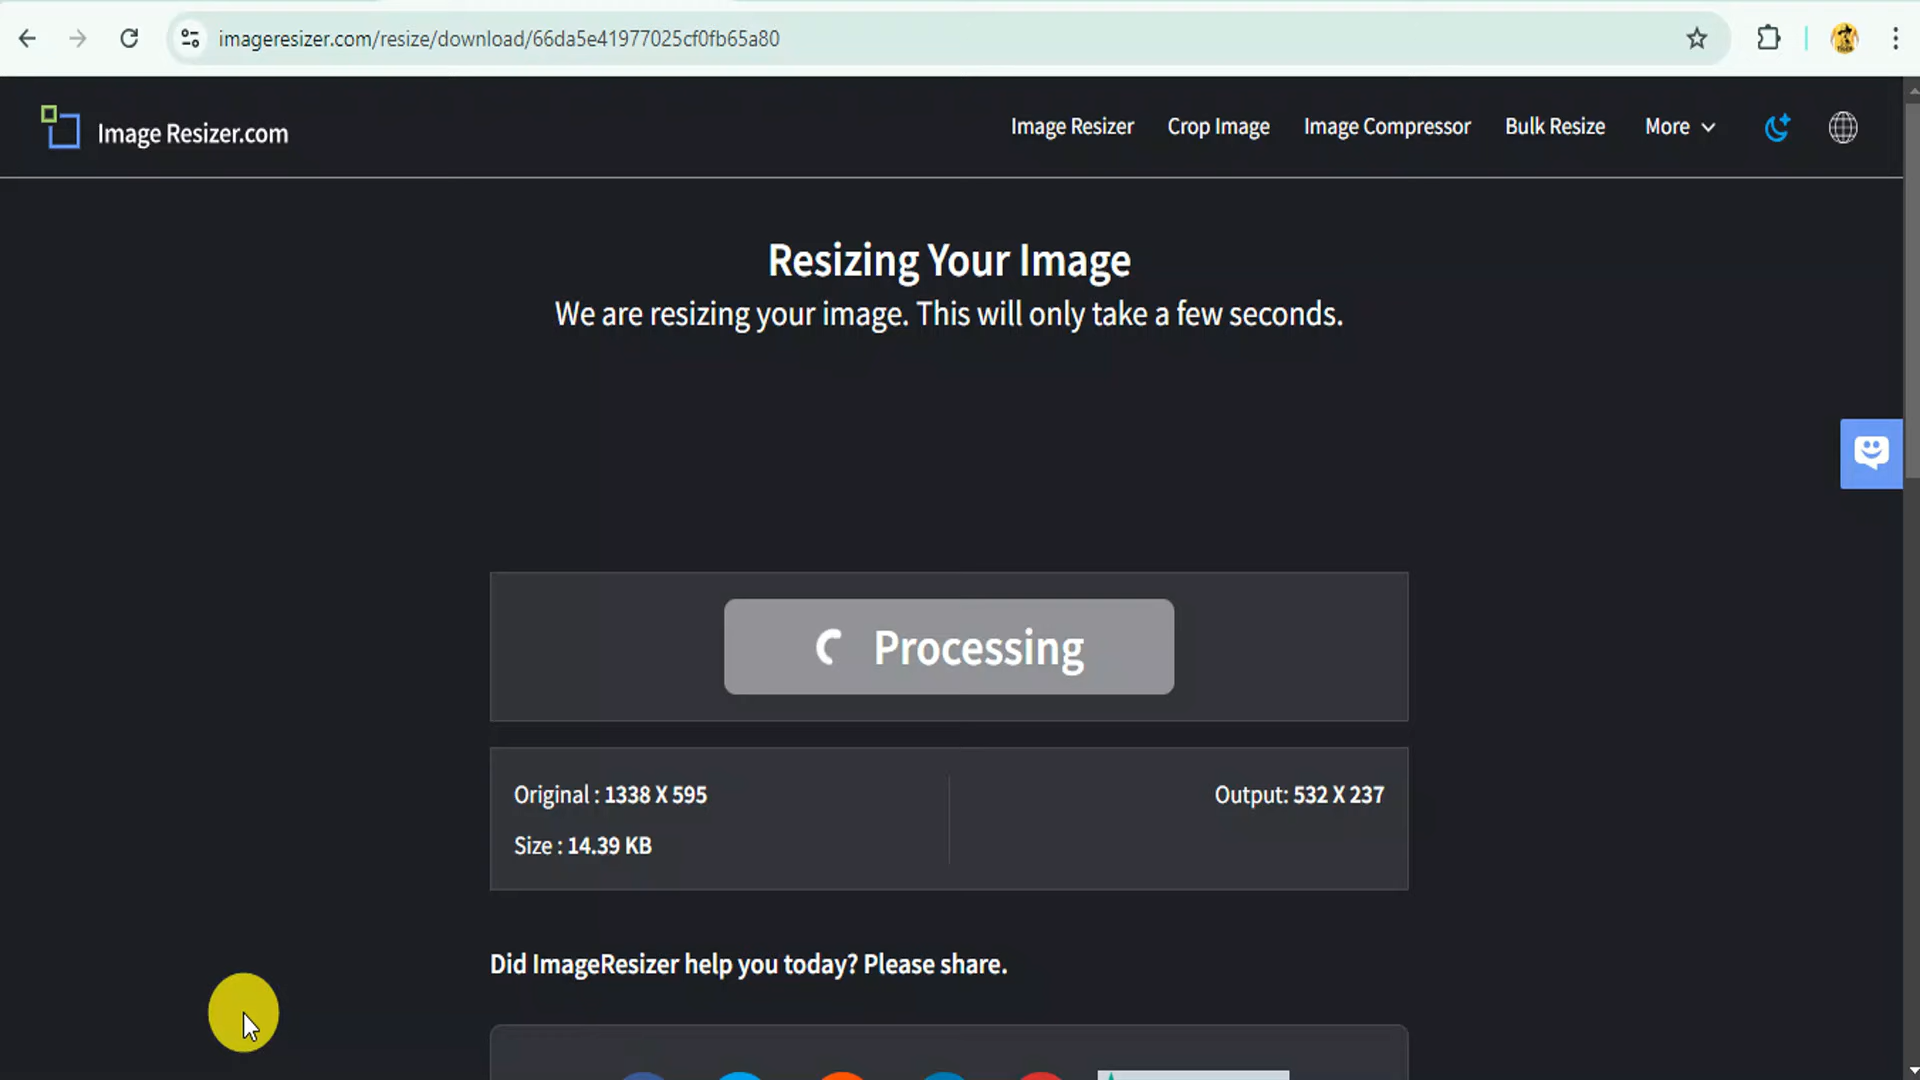 imageresizer.com/resize/download/66da5e41977025cf0fb65a80
Image Resizer.com
Image Resizer
Crop Image
Image Compressor
Bulk Resize
More
Resizing Your Image
We are resizing your image. This will only take a few seconds.
Processing
Original : 1338 X 595
Output: 532 X 237
Size : 14.39 KB
Did ImageResizer help you today? Please share.